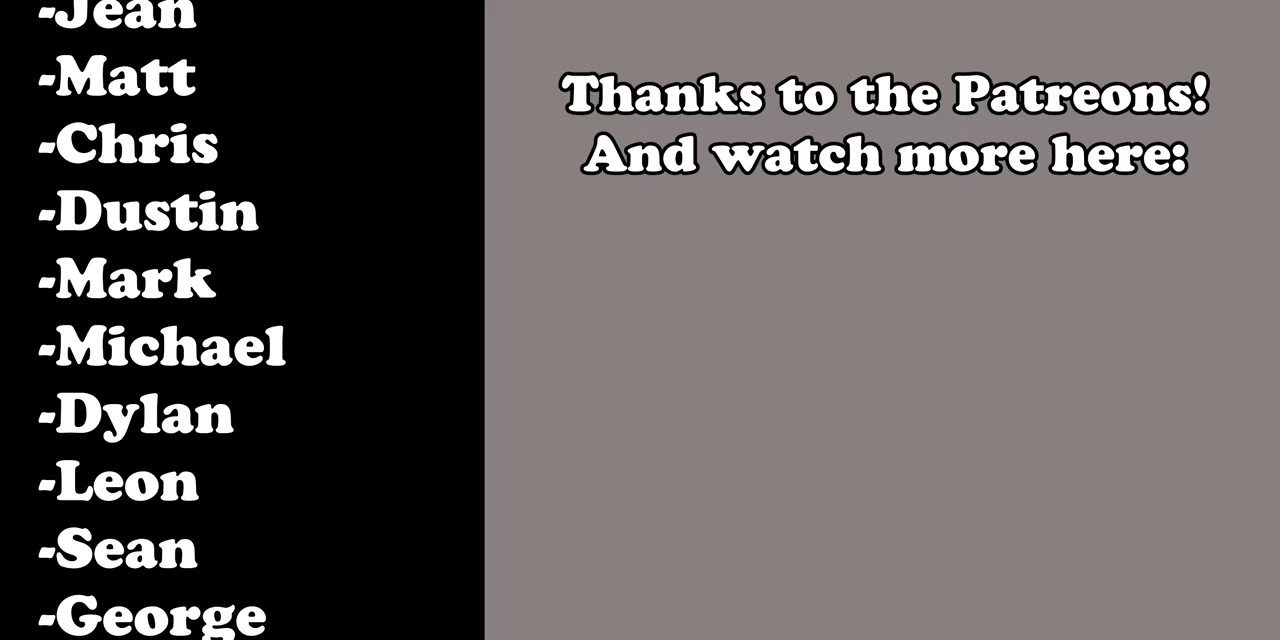 -Jean
-Matt
-Chris
-Dustin
-Mark
-Michael
-Dylan
-Leon
-Sean
-George
Thanks to the Patreons!
And watch more here: